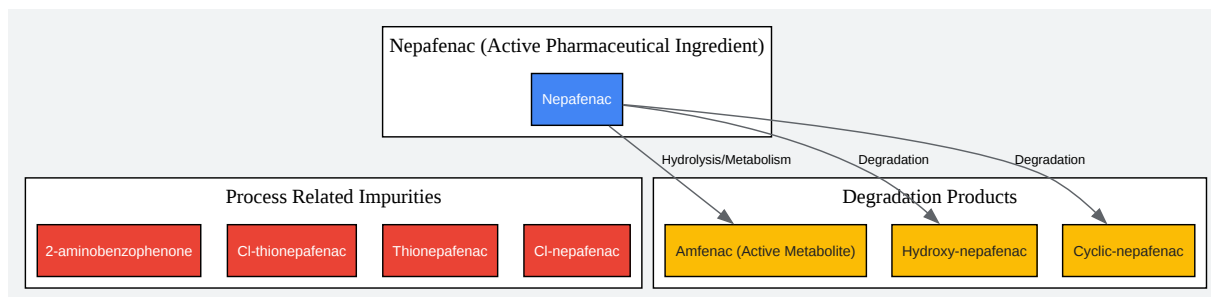 Nepafenac (Active Pharmaceutical Ingredient)
Nepafenac
Hydrolysis/Metabolism
Degradation
Degradation
Process Related Impurities
Degradation Products
2-aminobenzophenone
Cl-thionepafenac
Thionepafenac
Cl-nepafenac
Amfenac (Active Metabolite)
Hydroxy-nepafenac
Cyclic-nepafenac